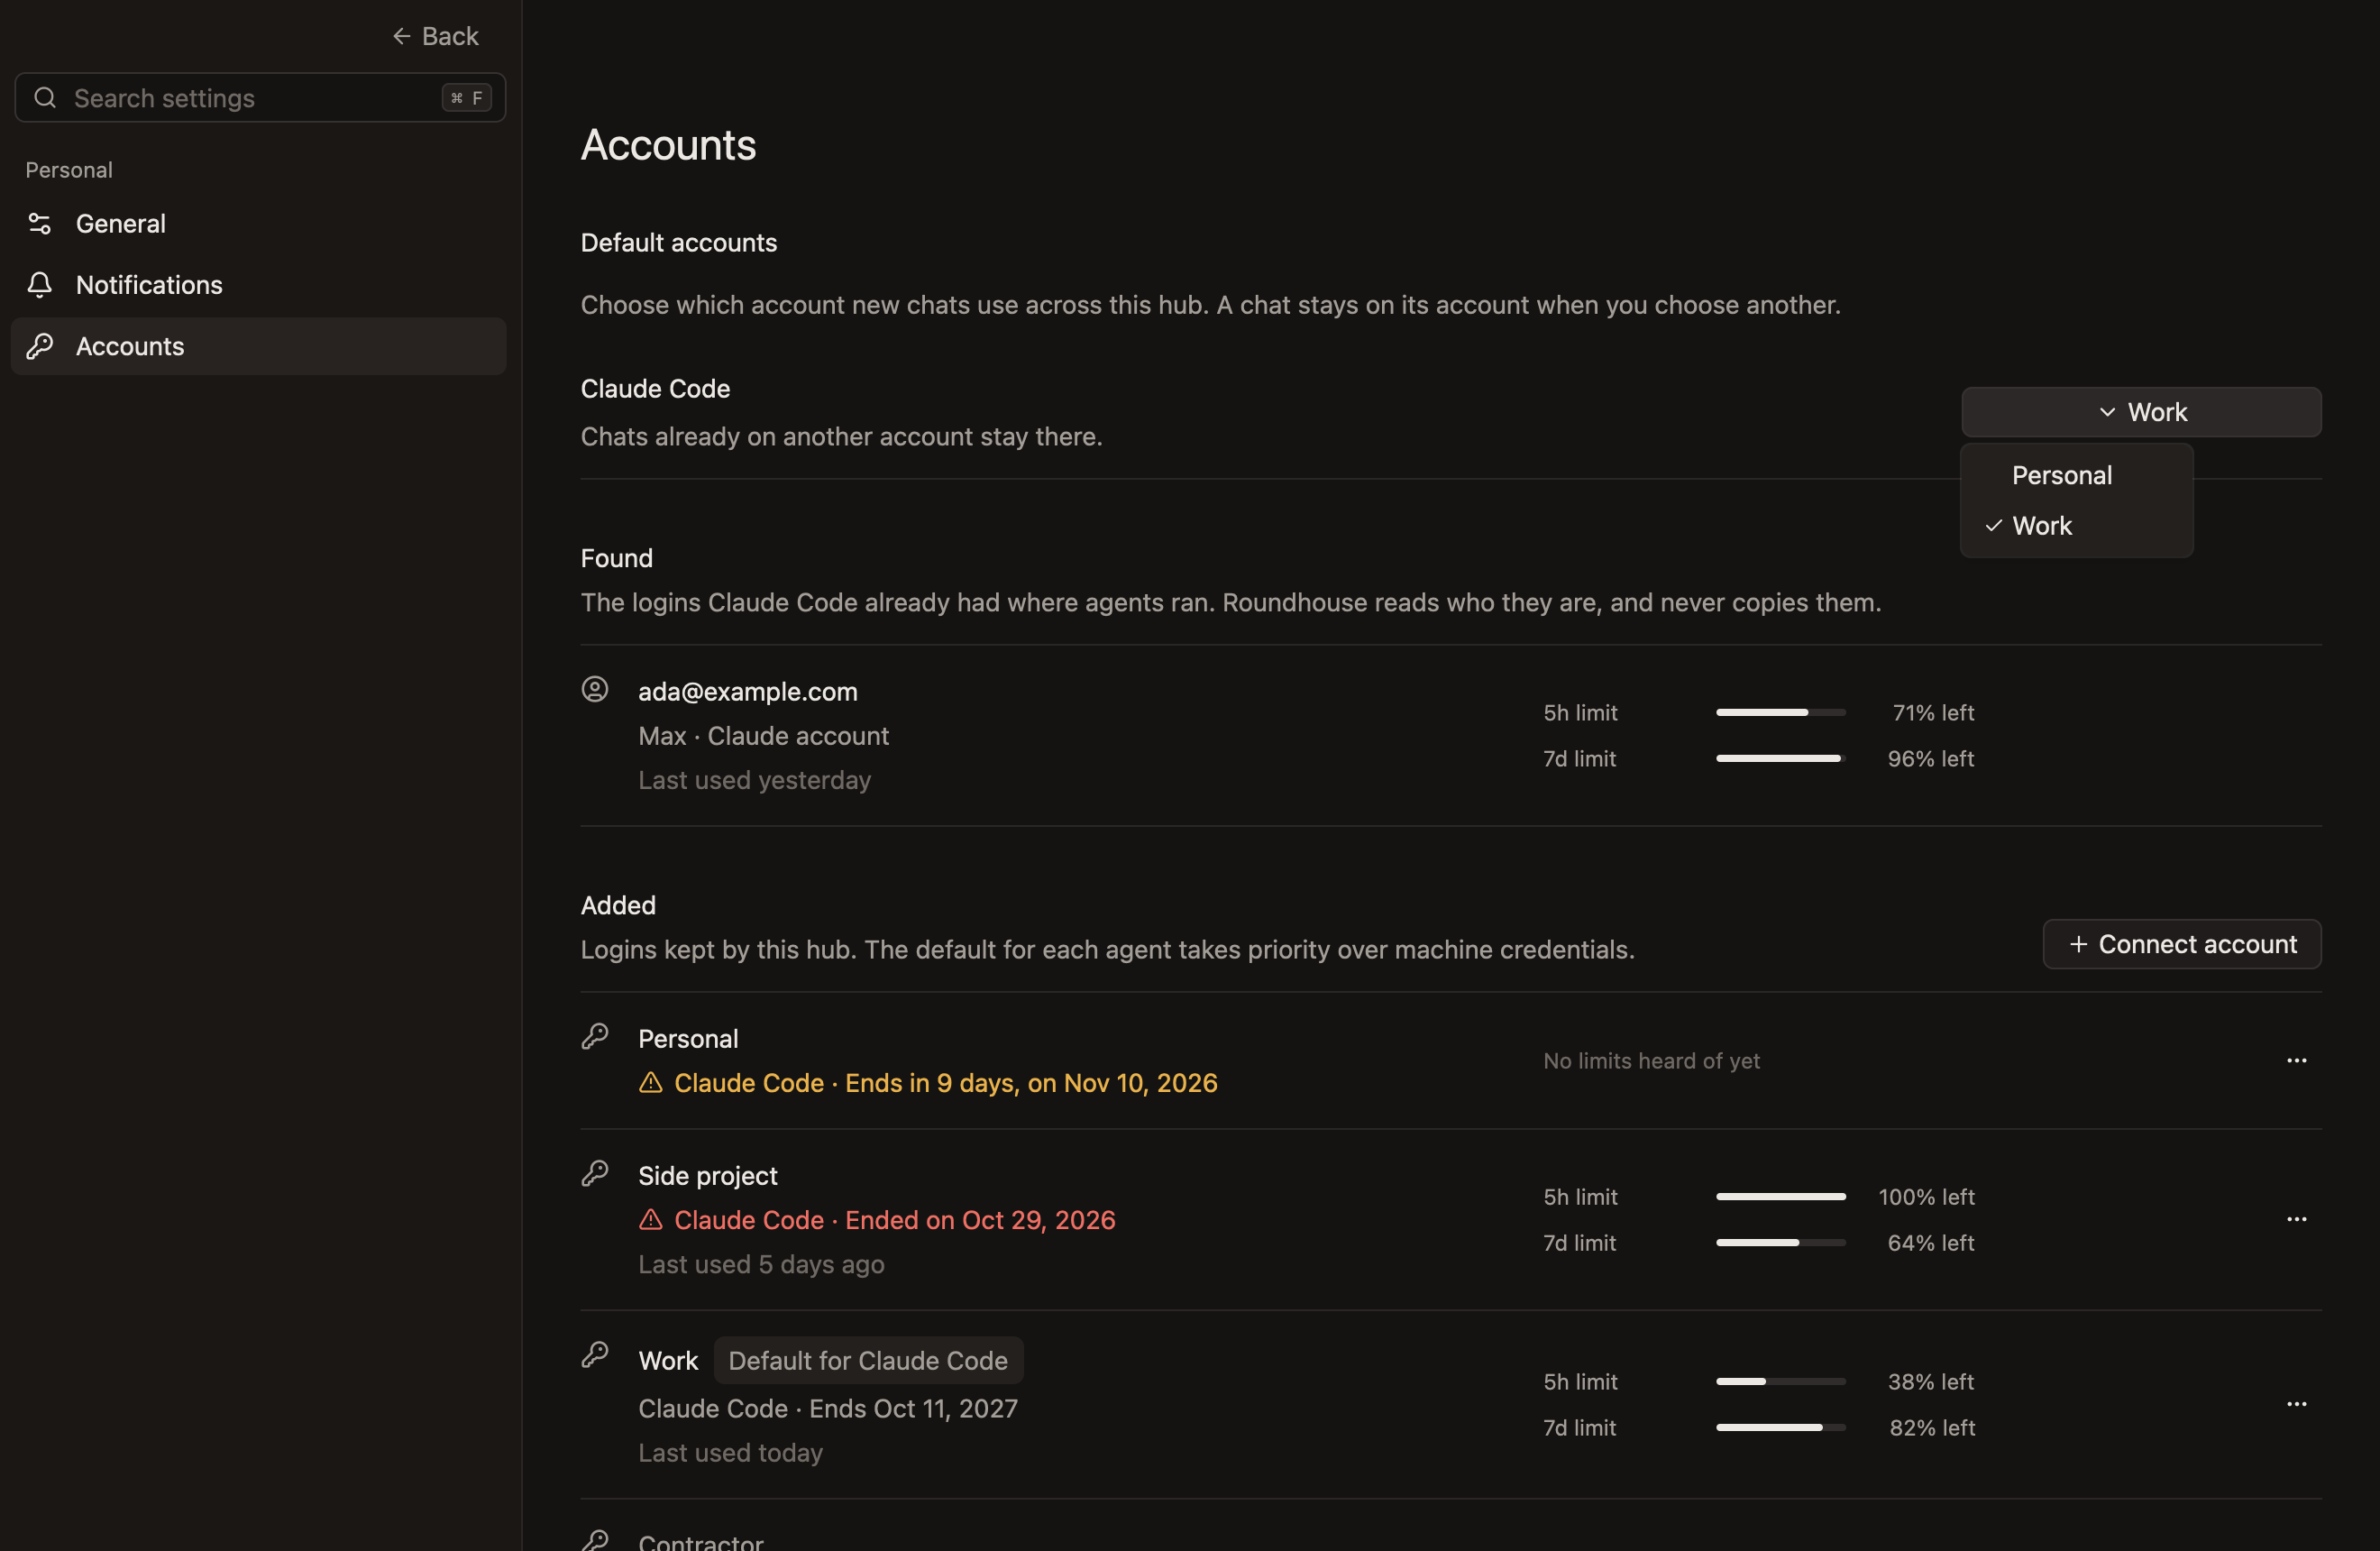 Back
Search settings
⌘ F
Personal
General
Notifications
Accounts
Accounts
Default accounts
Choose which account new chats use across this hub. A chat stays on its account when you choose another.
Claude Code
Chats already on another account stay there.
Work
Personal
Work
Found
The logins Claude Code already had where agents ran. Roundhouse reads who they are, and never copies them.
ada@example.com
Max · Claude account
Last used yesterday
5h limit 71% left
7d limit 96% left
Added
Logins kept by this hub. The default for each agent takes priority over machine credentials.
Connect account
Personal
Claude Code · Ends in 9 days, on Nov 10, 2026
No limits heard of yet
Side project
Claude Code · Ended on Oct 29, 2026
Last used 5 days ago
5h limit 100% left
7d limit 64% left
Work Default for Claude Code
Claude Code · Ends Oct 11, 2027
Last used today
5h limit 38% left
7d limit 82% left
Contractor